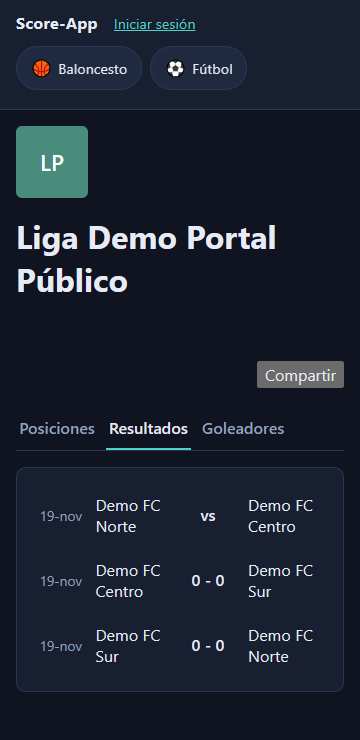 Score-App Iniciar sesión
Baloncesto Fútbol
LP
Liga Demo Portal
Público
Compartir
Posiciones Resultados Goleadores
19-nov Demo FC Norte vs Demo FC Centro
19-nov Demo FC Centro 0 - 0 Demo FC Sur
19-nov Demo FC Sur 0 - 0 Demo FC Norte